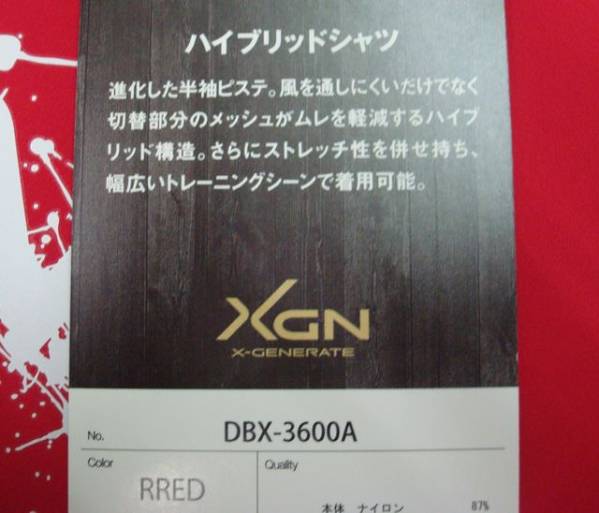 ハイブリッドシャツ
進化した半袖ピステ。風を通しにくいだけでなく
切替部分のメッシュがムレを軽減するハイブ
リッド構造。さらにストレッチ性を併せ持ち、
幅広いトレーニングシーンで着用可能。
XGN
X-GENERATE
No. DBX-3600A
Color Quality
RRED
本体 ナイロン 87%